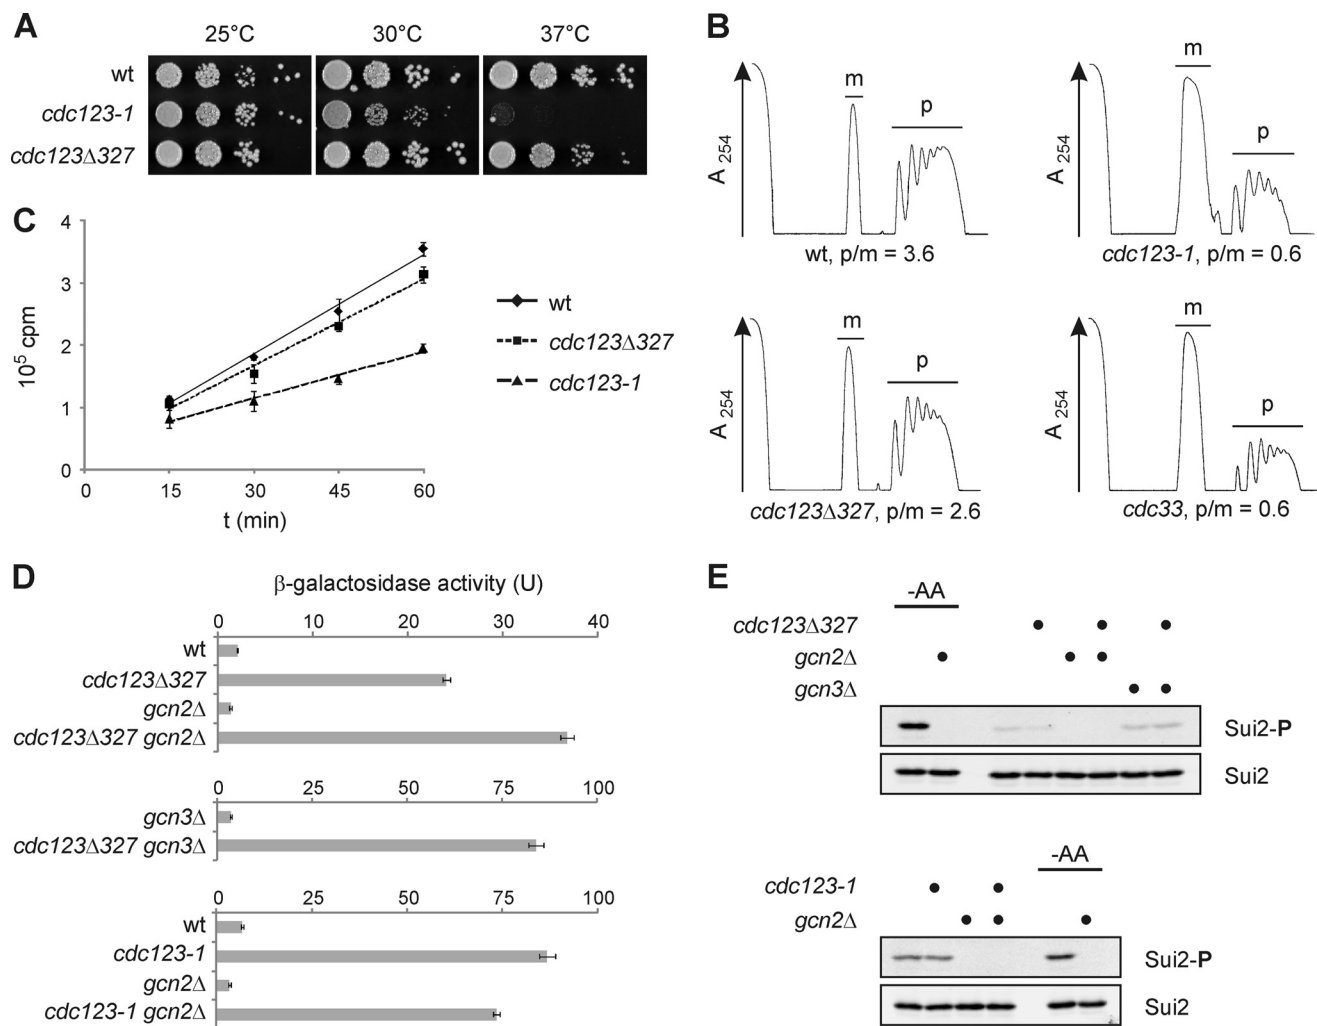 A
25°C 30°C 37°C
wt
cdc123-1
cdc123Δ327
B
A 254
m
p
wt, p/m = 3.6
A 254
m
p
cdc123-1, p/m = 0.6
A 254
m
p
cdc123Δ327, p/m = 2.6
A 254
m
p
cdc33, p/m = 0.6
C
10⁵ cpm
4
3
2
1
0
0 15 30 45 60
t (min)
wt
cdc123Δ327
cdc123-1
D
β-galactosidase activity (U)
0 10 20 30 40
wt
cdc123Δ327
gcn2Δ
cdc123Δ327 gcn2Δ
0 25 50 75 100
gcn3Δ
cdc123Δ327 gcn3Δ
0 25 50 75 100
wt
cdc123-1
gcn2Δ
cdc123-1 gcn2Δ
E
-AA
cdc123Δ327
gcn2Δ
gcn3Δ
Sui2-P
Sui2
-AA
cdc123-1
gcn2Δ
Sui2-P
Sui2